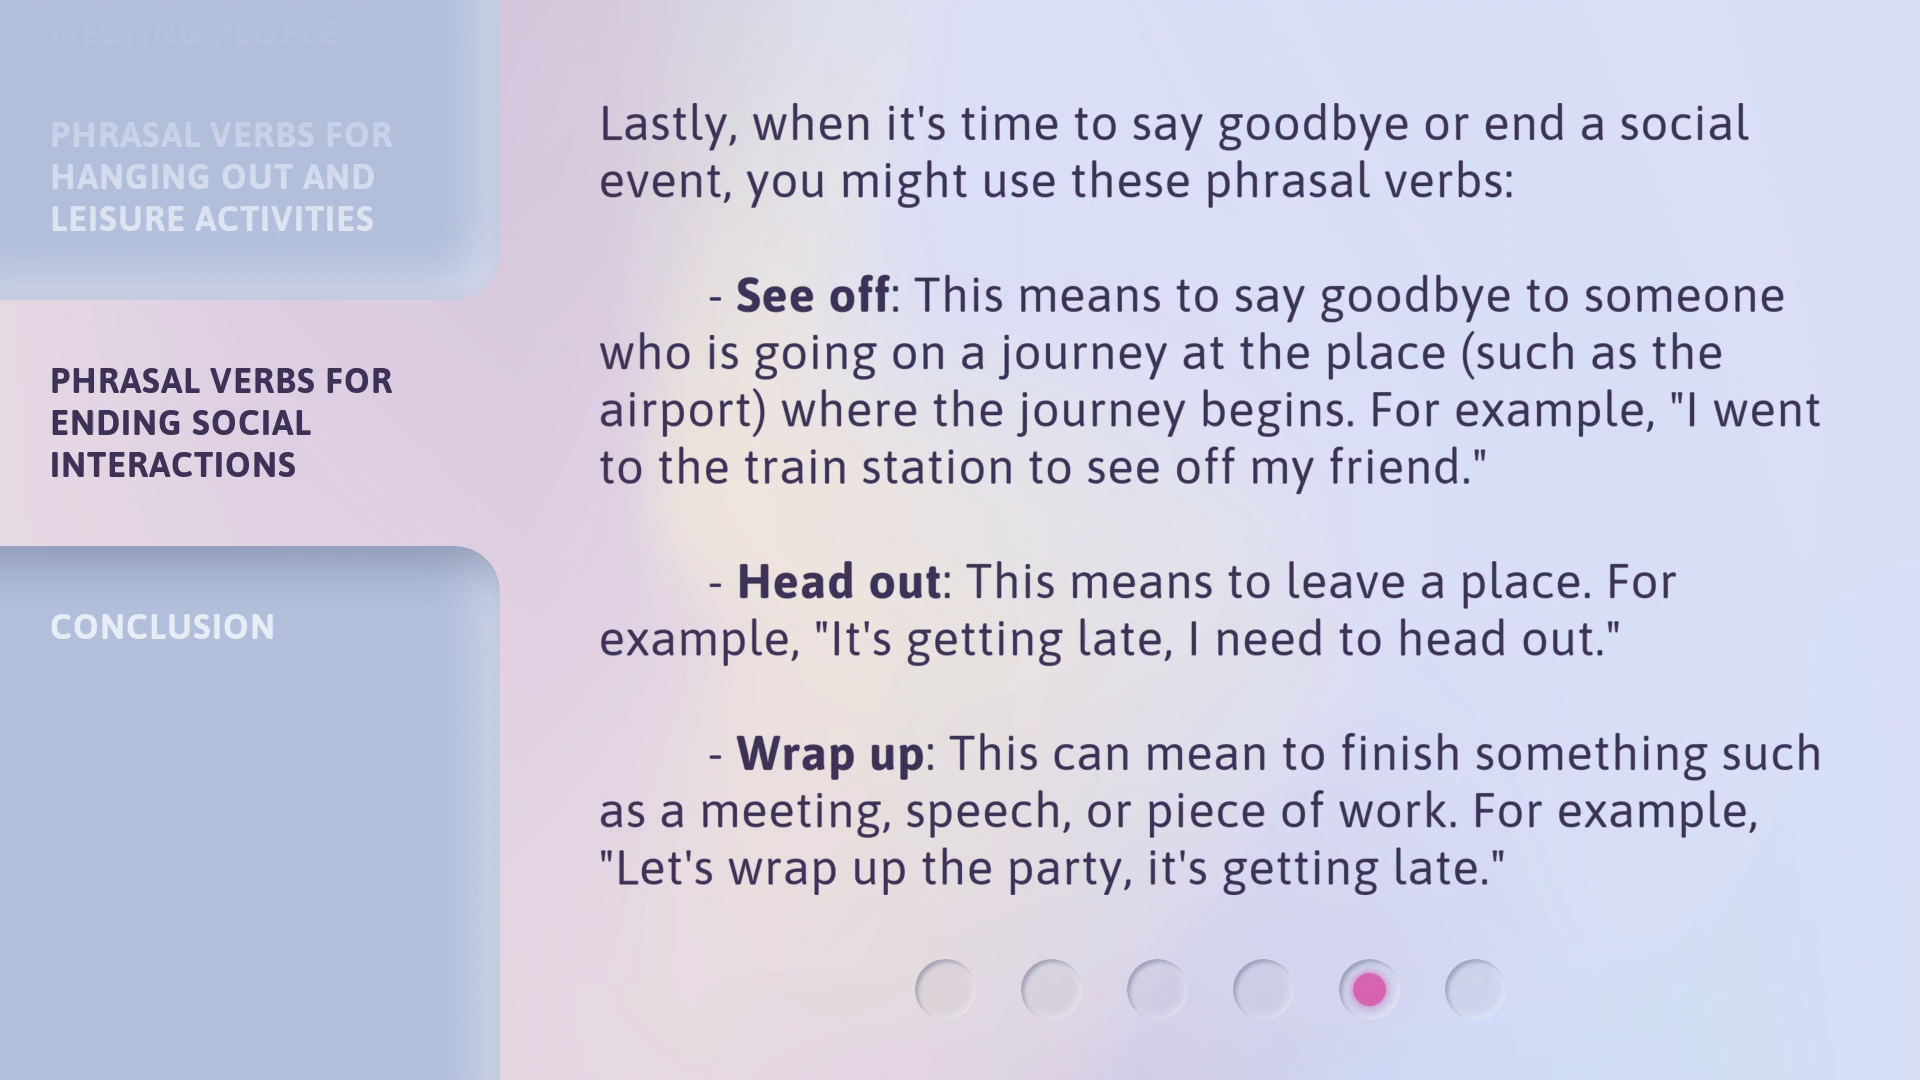 MEETING PEOPLE
PHRASAL VERBS FOR
HANGING OUT AND
LEISURE ACTIVITIES
PHRASAL VERBS FOR
ENDING SOCIAL
INTERACTIONS
CONCLUSION
Lastly, when it's time to say goodbye or end a social
event, you might use these phrasal verbs:
- See off: This means to say goodbye to someone
who is going on a journey at the place (such as the
airport) where the journey begins. For example, "I went
to the train station to see off my friend."
- Head out: This means to leave a place. For
example, "It's getting late, I need to head out."
- Wrap up: This can mean to finish something such
as a meeting, speech, or piece of work. For example,
"Let's wrap up the party, it's getting late."